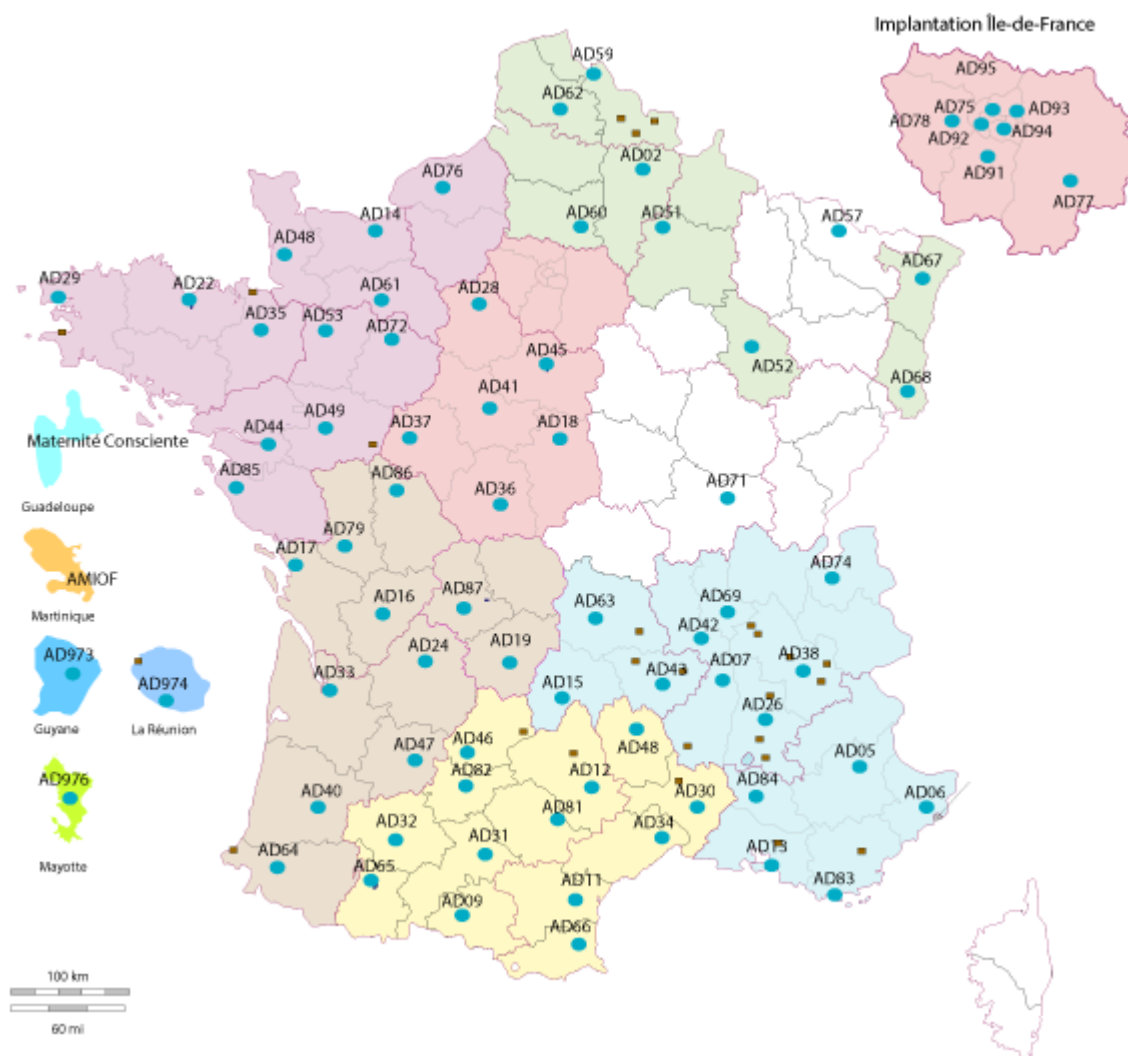 Implantation Île-de-France
AD59
AD95
AD62
AD75
AD93
AD78
AD92
AD94
AD02
AD76
AD91
AD14
AD60
AD51
AD57
AD77
AD48
AD29
AD22
AD61
AD28
AD67
AD35
AD53
AD72
AD45
AD52
AD68
AD41
AD49
AD37
AD18
AD44
Maternité Consciente
AD85
AD86
AD36
AD71
Guadeloupe
AD79
AD17
AD74
AMIOF
AD87
AD63
AD69
AD16
AD42
Martinique
AD973
AD24
AD19
AD43
AD07
AD38
AD974
AD33
AD15
AD26
Guyane
La Réunion
AD47
AD46
AD48
AD05
AD976
AD82
AD12
AD84
AD40
AD81
AD30
AD06
AD32
AD31
AD34
Mayotte
AD64
AD65
AD13
AD11
AD83
AD09
AD66
100 km
60 mi